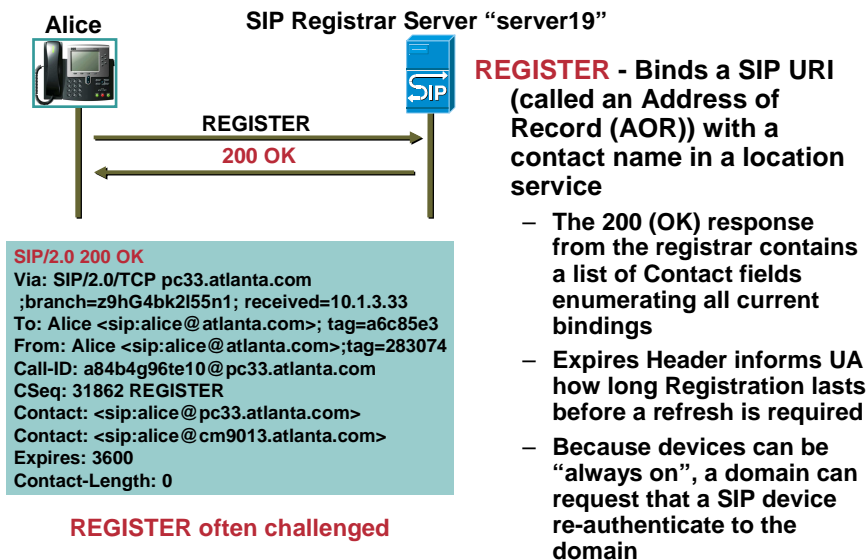 Alice
SIP Registrar Server “server19”
SIP
REGISTER
200 OK
SIP/2.0 200 OK
Via: SIP/2.0/TCP pc33.atlanta.com
;branch=z9hG4bk2l55n1; received=10.1.3.33
To: Alice <sip:alice@atlanta.com>; tag=a6c85e3
From: Alice <sip:alice@atlanta.com>;tag=283074
Call-ID: a84b4g96te10@pc33.atlanta.com
CSeq: 31862 REGISTER
Contact: <sip:alice@pc33.atlanta.com>
Contact: <sip:alice@cm9013.atlanta.com>
Expires: 3600
Contact-Length: 0
REGISTER often challenged
REGISTER - Binds a SIP URI
(called an Address of
Record (AOR)) with a
contact name in a location
service
– The 200 (OK) response
from the registrar contains
a list of Contact fields
enumerating all current
bindings
– Expires Header informs UA
how long Registration lasts
before a refresh is required
– Because devices can be
“always on”, a domain can
request that a SIP device
re-authenticate to the
domain